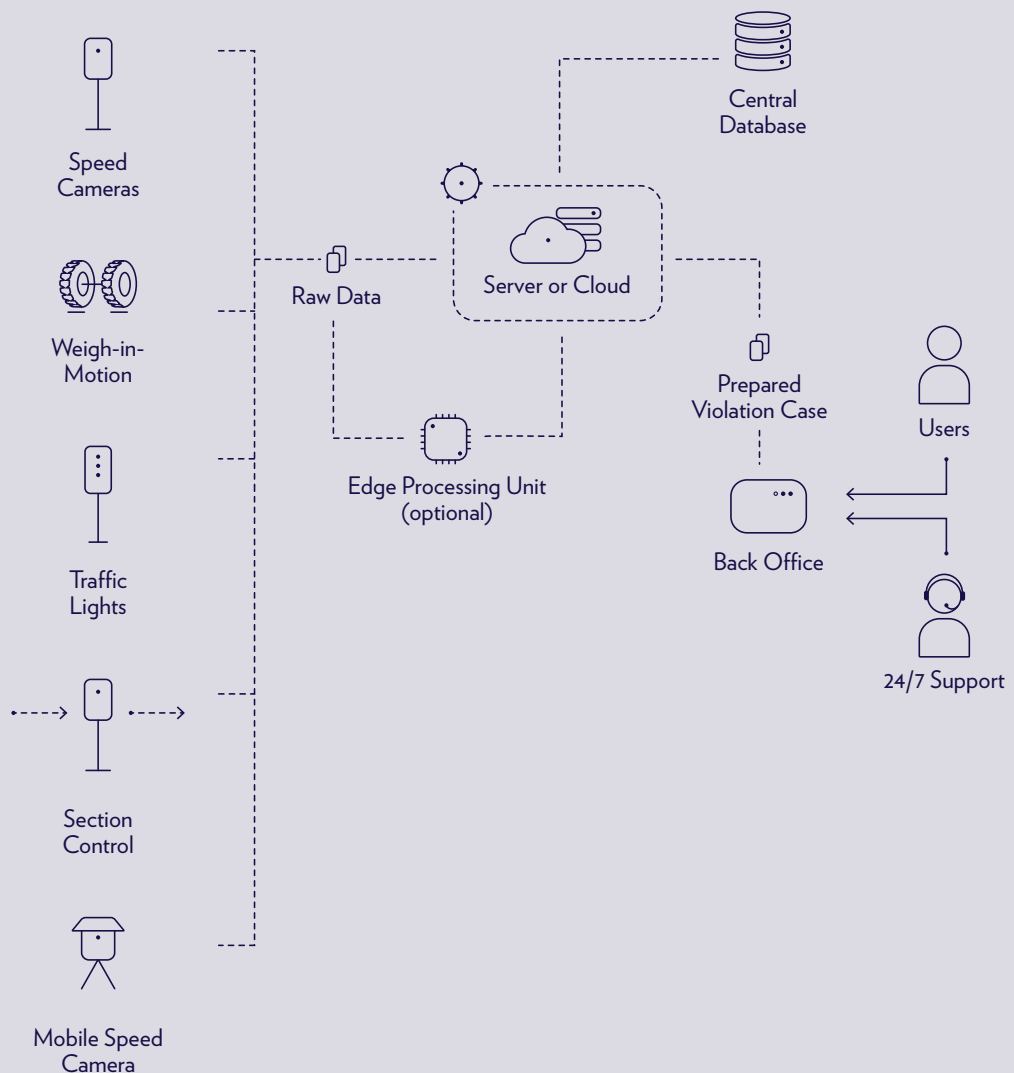 Speed
Cameras
Weigh-in-
Motion
Traffic
Lights
Section
Control
Mobile Speed
Camera
Raw Data
Edge Processing Unit
(optional)
Server or Cloud
Central
Database
Prepared
Violation Case
Back Office
Users
24/7 Support